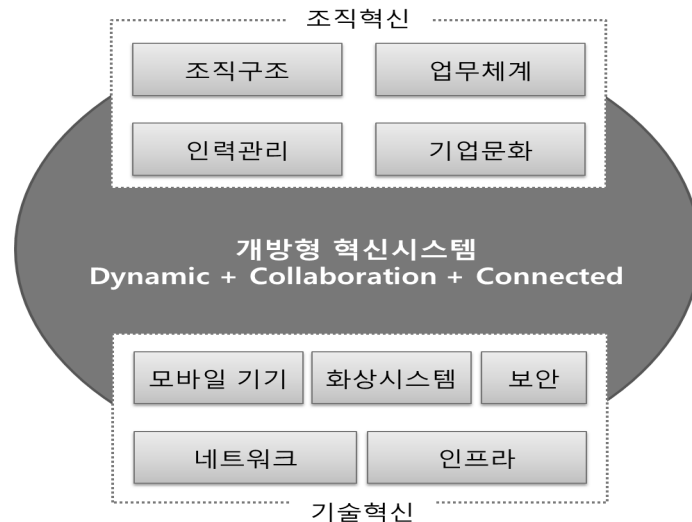 조직혁신
조직구조 업무체계
인력관리 기업문화
개방형 혁신시스템
Dynamic + Collaboration + Connected
모바일 기기 화상시스템 보안
네트워크 인프라
기술혁신